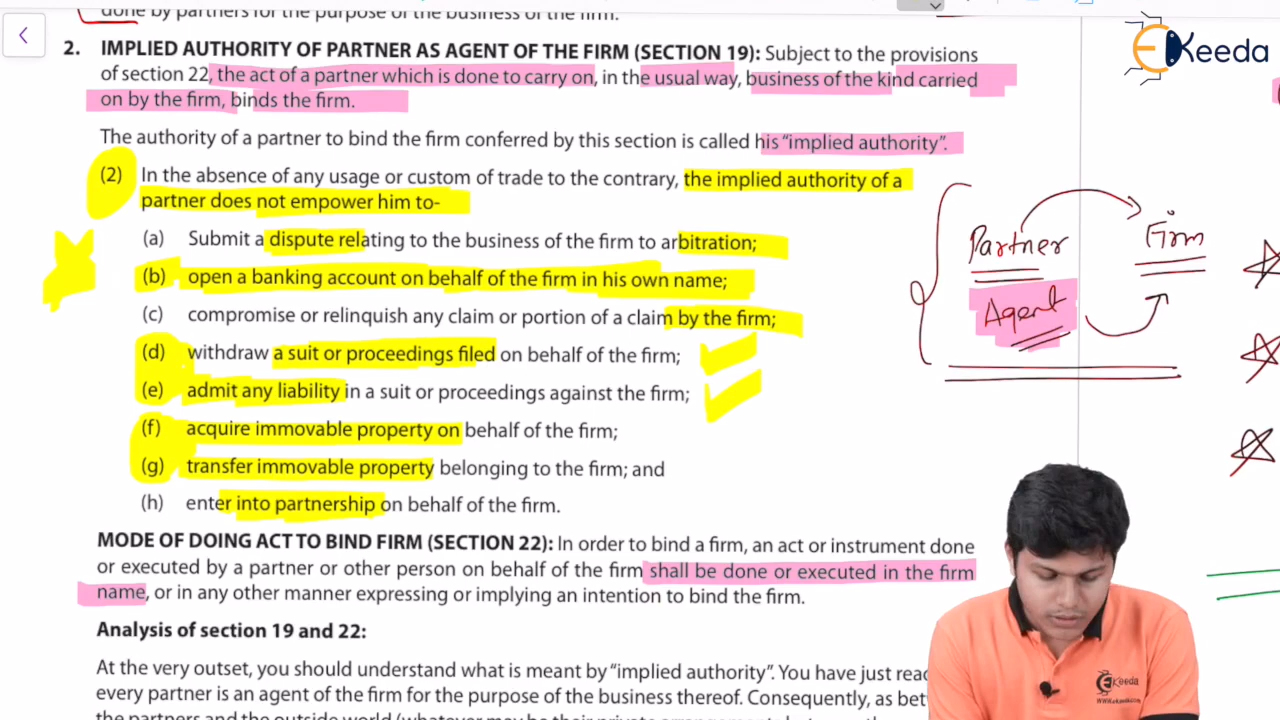 done by partners for the purpose of the business of the firm.
Keeda
2. IMPLIED AUTHORITY OF PARTNER AS AGENT OF THE FIRM (SECTION 19): Subject to the provisions
of section 22, the act of a partner which is done to carry on, in the usual way, business of the kind carried
on by the firm, binds the firm.
The authority of a partner to bind the firm conferred by this section is called his “implied authority”.
(2) In the absence of any usage or custom of trade to the contrary, the implied authority of a
partner does not empower him to-
(a) Submit a dispute relating to the business of the firm to arbitration;
(b) open a banking account on behalf of the firm in his own name;
(c) compromise or relinquish any claim or portion of a claim by the firm;
(d) withdraw a suit or proceedings filed on behalf of the firm;
(e) admit any liability in a suit or proceedings against the firm;
(f) acquire immovable property on behalf of the firm;
(g) transfer immovable property belonging to the firm; and
(h) enter into partnership on behalf of the firm.
Partner Firm
Agent
MODE OF DOING ACT TO BIND FIRM (SECTION 22): In order to bind a firm, an act or instrument done
or executed by a partner or other person on behalf of the firm shall be done or executed in the firm
name, or in any other manner expressing or implying an intention to bind the firm.
Analysis of section 19 and 22:
At the very outset, you should understand what is meant by “implied authority”. You have just read
every partner is an agent of the firm for the purpose of the business thereof. Consequently, as bet
the partners and the outside world (whatever may be their private
Keeda